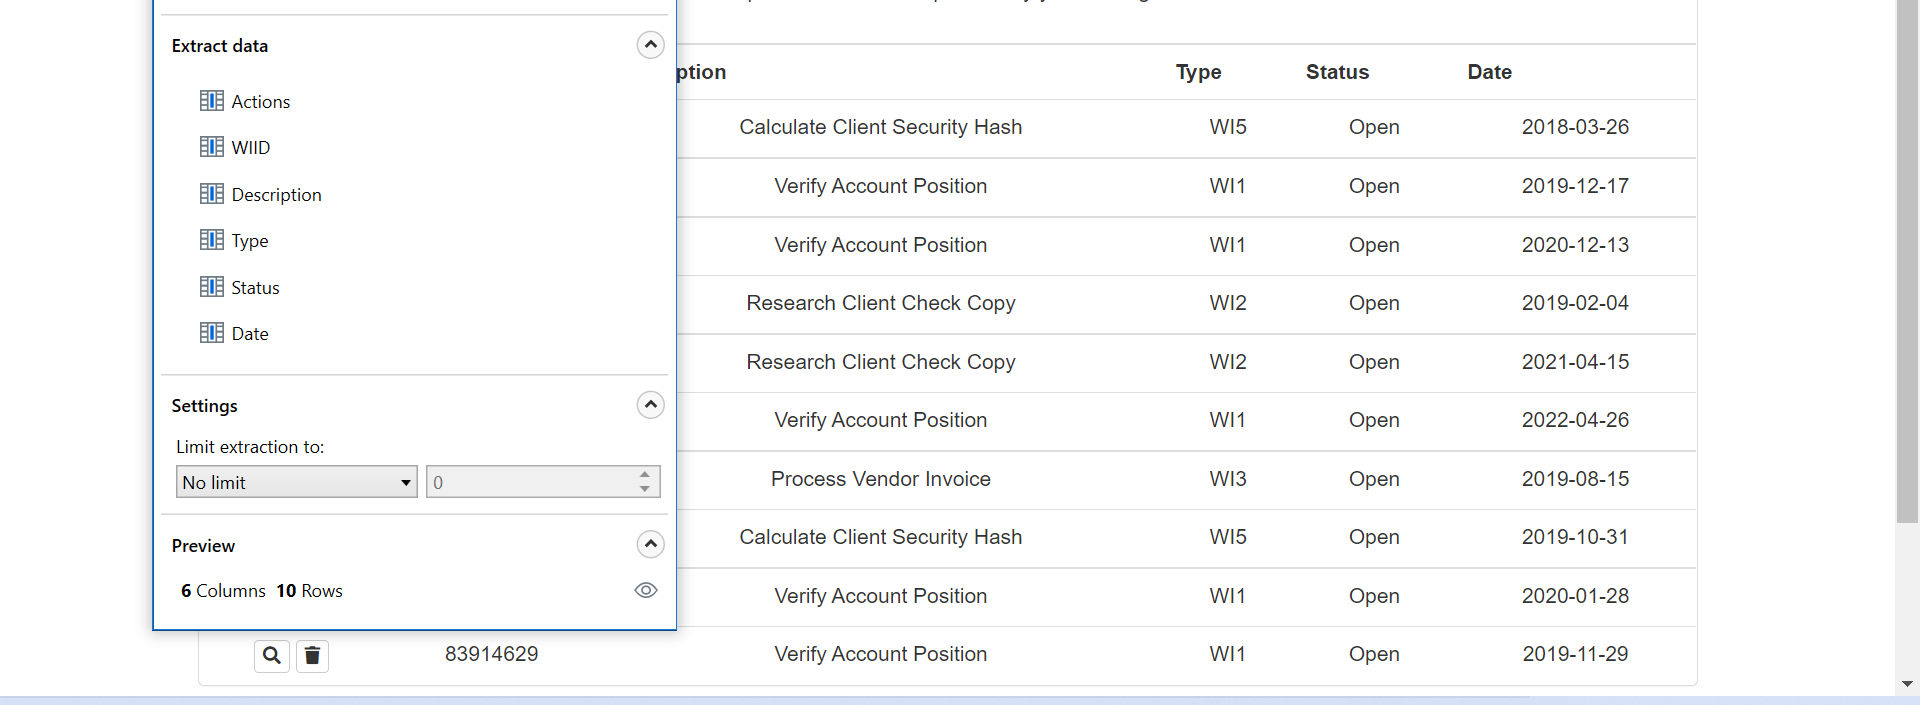 Extract data
Actions
WIID
Description
Type
Status
Date
Settings
Limit extraction to:
No limit 0
Preview
6 Columns 10 Rows
ption Type Status Date
Calculate Client Security Hash WI5 Open 2018-03-26
Verify Account Position WI1 Open 2019-12-17
Verify Account Position WI1 Open 2020-12-13
Research Client Check Copy WI2 Open 2019-02-04
Research Client Check Copy WI2 Open 2021-04-15
Verify Account Position WI1 Open 2022-04-26
Process Vendor Invoice WI3 Open 2019-08-15
Calculate Client Security Hash WI5 Open 2019-10-31
Verify Account Position WI1 Open 2020-01-28
83914629 Verify Account Position WI1 Open 2019-11-29